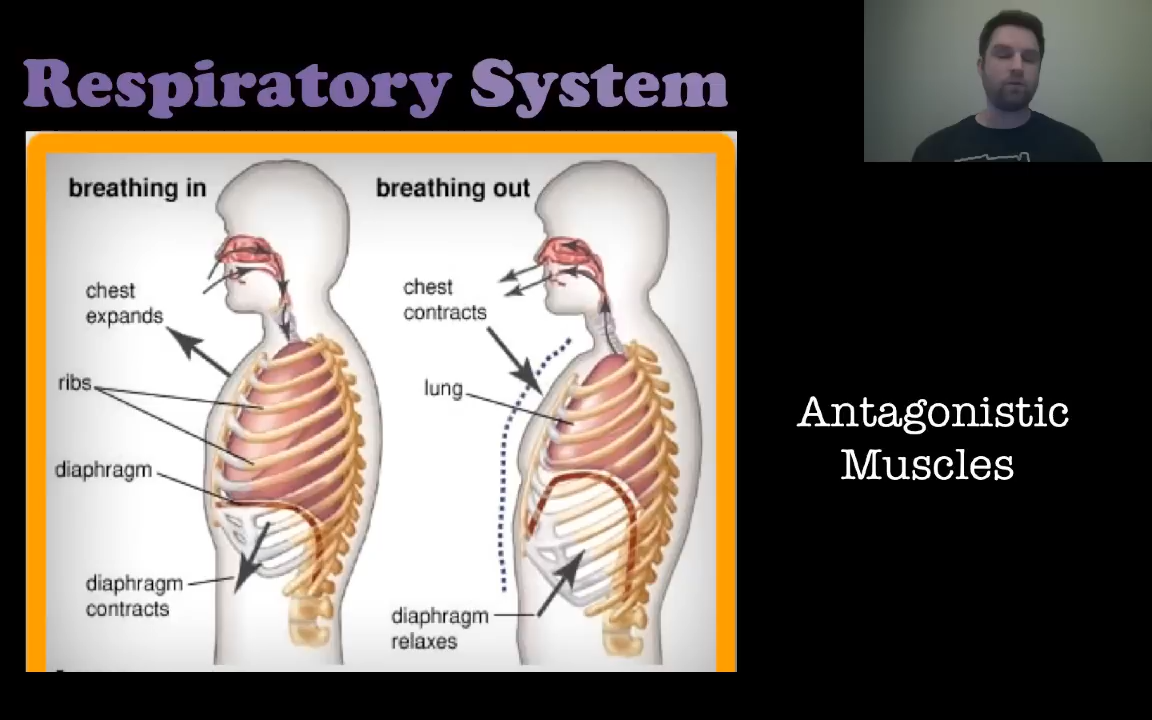 Respiratory System
breathing in
breathing out
chest
expands
ribs
diaphragm
diaphragm
contracts
chest
contracts
lung
diaphragm
relaxes
Antagonistic
Muscles